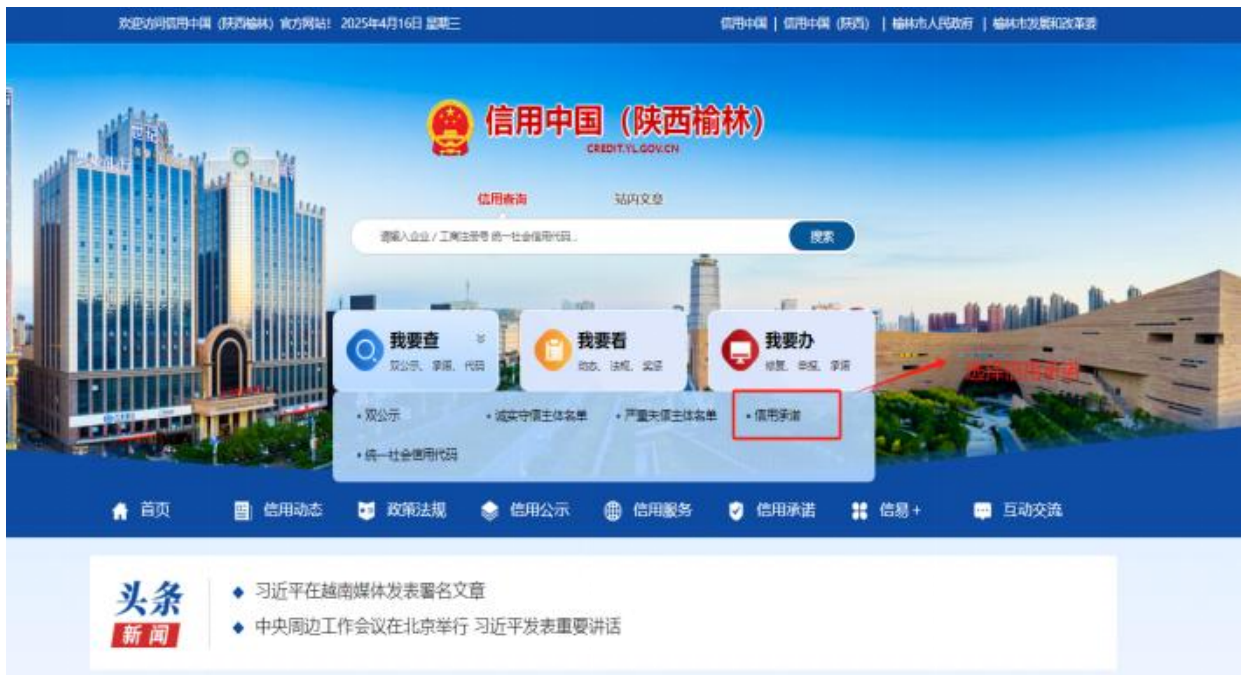 欢迎访问信用中国（陕西榆林）官方网站！ 2025年4月16日 星期三
信用中国 | 信用中国（陕西） | 榆林市人民政府 | 榆林市发展和改革委
信用中国（陕西榆林）
CREDIT.YL.GOV.CN
信用查询 站内文章
请输入企业 / 工商注册号 统一社会信用代码...
搜索
我要查
双公示、承诺、代码
我要看
动态、法规、奖惩
我要办
修复、举报、承诺
选择信用承诺
• 双公示 • 诚实守信主体名单 • 严重失信主体名单 • 信用承诺
• 统一社会信用代码
首页 信用动态 政策法规 信用公示 信用服务 信用承诺 信易+ 互动交流
头条
新闻
习近平在越南媒体发表署名文章
中央周边工作会议在北京举行 习近平发表重要讲话